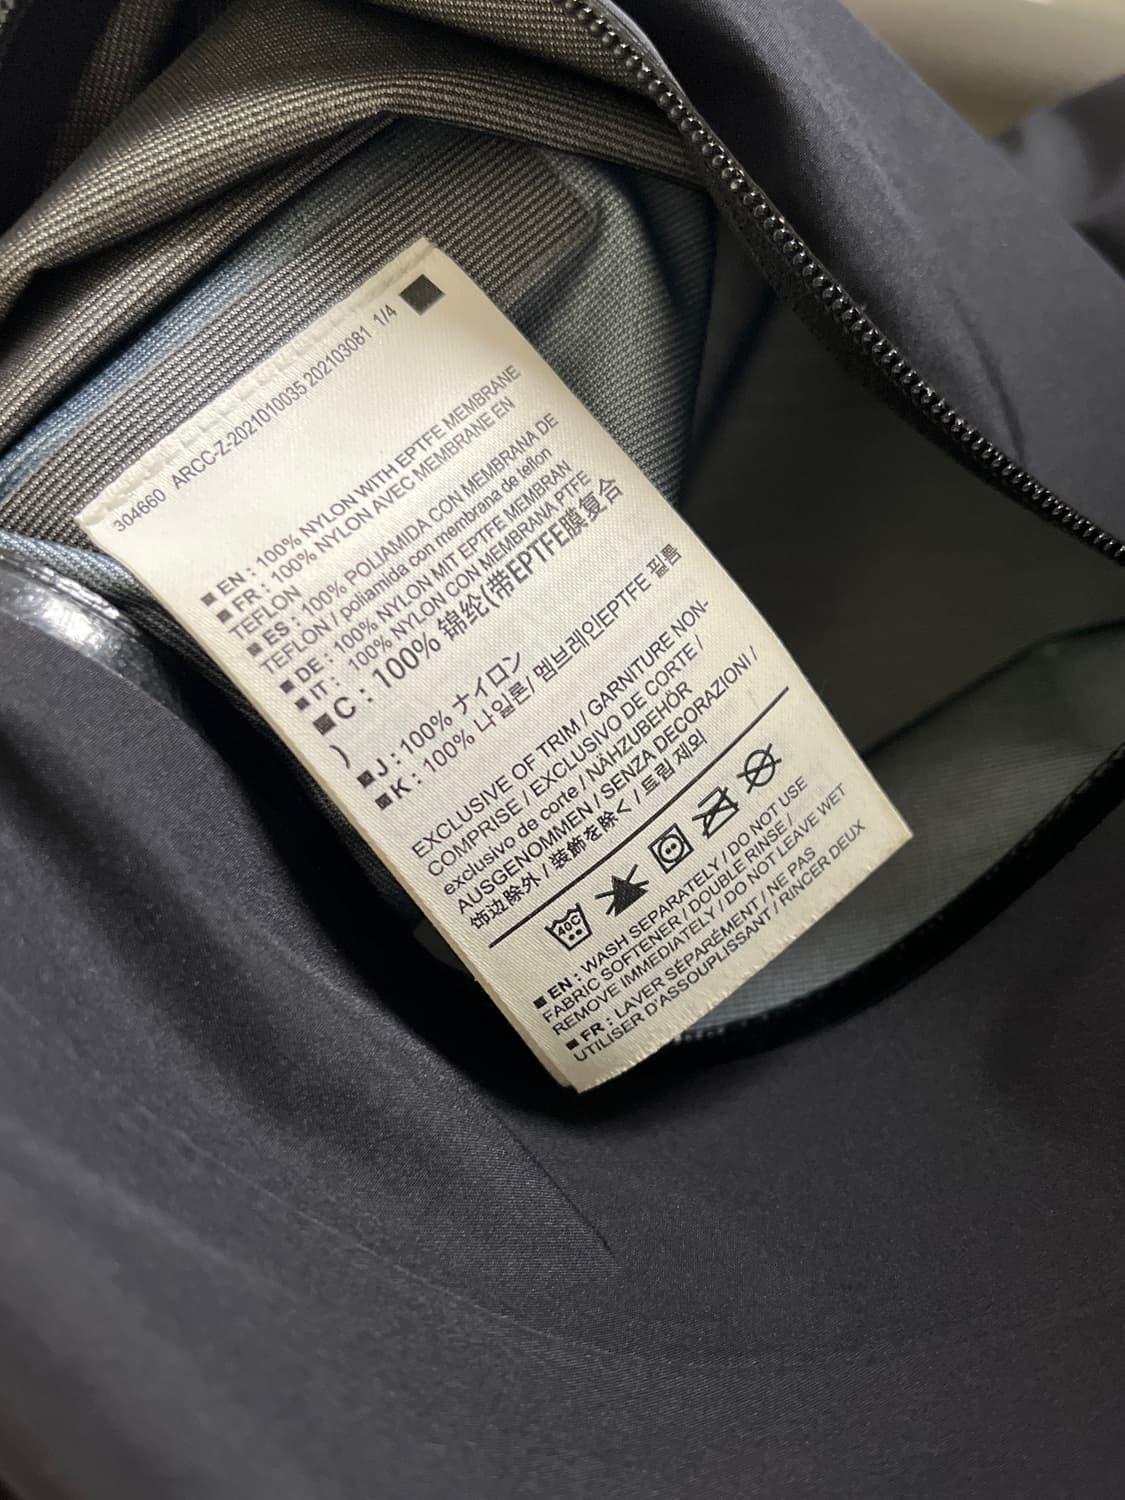 304660 ARCC-Z-2021010035 202103081 1/4
■ EN : 100% NYLON WITH EPTFE MEMBRANE
■ FR : 100% NYLON AVEC MEMBRANE EN
TEFLON
■ ES : 100% POLIAMIDA CON MEMBRANA DE
TEFLON / poliamida con membrana de teflon
■ DE : 100% NYLON MIT EPTFE MEMBRAN
■ IT : 100% NYLON CON MEMBRANA PTFE
■ C : 100% 锦纶(带EPTFE膜复合
)
■ J : 100% ナイロン
■ K : 100% 나일론/ 멤브레인EPTFE 필름
EXCLUSIVE OF TRIM / GARNITURE NON-
COMPRISE / EXCLUSIVO DE CORTE /
exclusivo de corte / NÄHZUBEHÖR
AUSGENOMMEN / SENZA DECORAZIONI /
饰边除外 / 装飾を除く / 트림 제외
40C
■ EN : WASH SEPARATELY / DO NOT USE
FABRIC SOFTENER / DOUBLE RINSE /
REMOVE IMMEDIATELY / DO NOT LEAVE WET
■ FR : LAVER SÉPARÉMENT / NE PAS
UTILISER D'ASSOUPLISSANT / RINCER DEUX